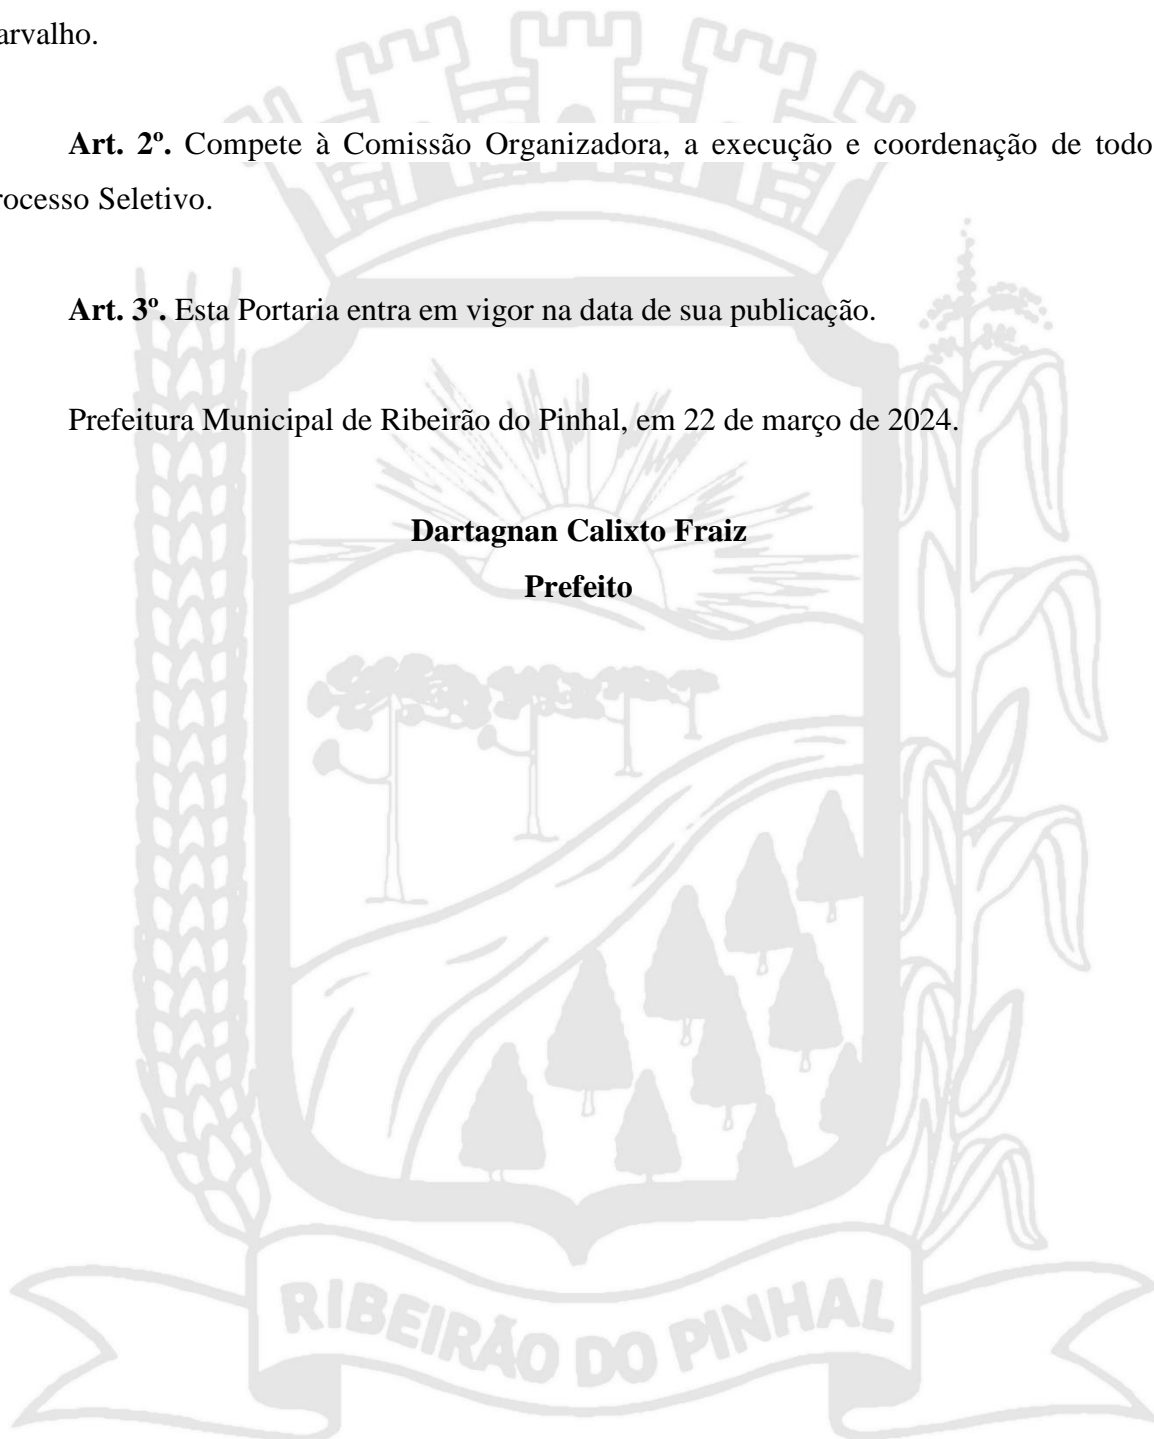 arvalho.
Art. 2º. Compete à Comissão Organizadora, a execução e coordenação de todo
rocesso Seletivo.
Art. 3º. Esta Portaria entra em vigor na data de sua publicação.
Prefeitura Municipal de Ribeirão do Pinhal, em 22 de março de 2024.
Dartagnan Calixto Fraiz
Prefeito
RIBEIRÃO DO PINHAL